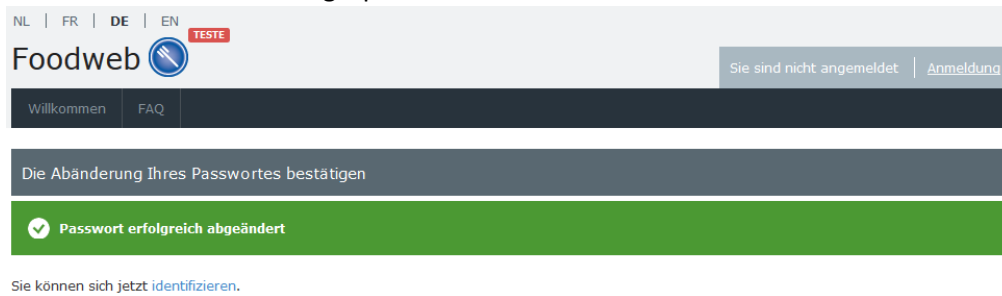 NL | FR | DE | EN
TESTE
Foodweb
Sie sind nicht angemeldet | Anmeldung
Willkommen | FAQ
Die Abänderung Ihres Passwortes bestätigen
Passwort erfolgreich abgeändert
Sie können sich jetzt identifizieren.